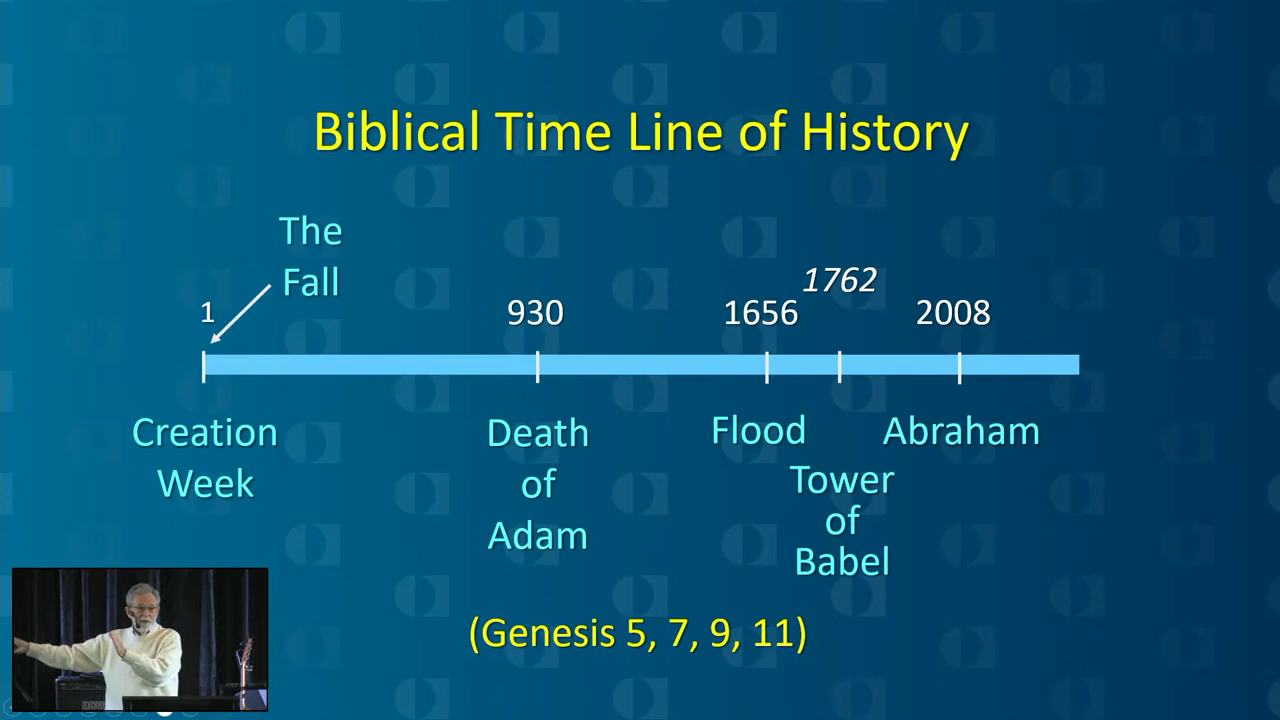 Biblical Time Line of History
The
Fall
1
930
1656
1762
2008
Creation
Week
Death
of
Adam
Flood
Tower
of
Babel
Abraham
(Genesis 5, 7, 9, 11)